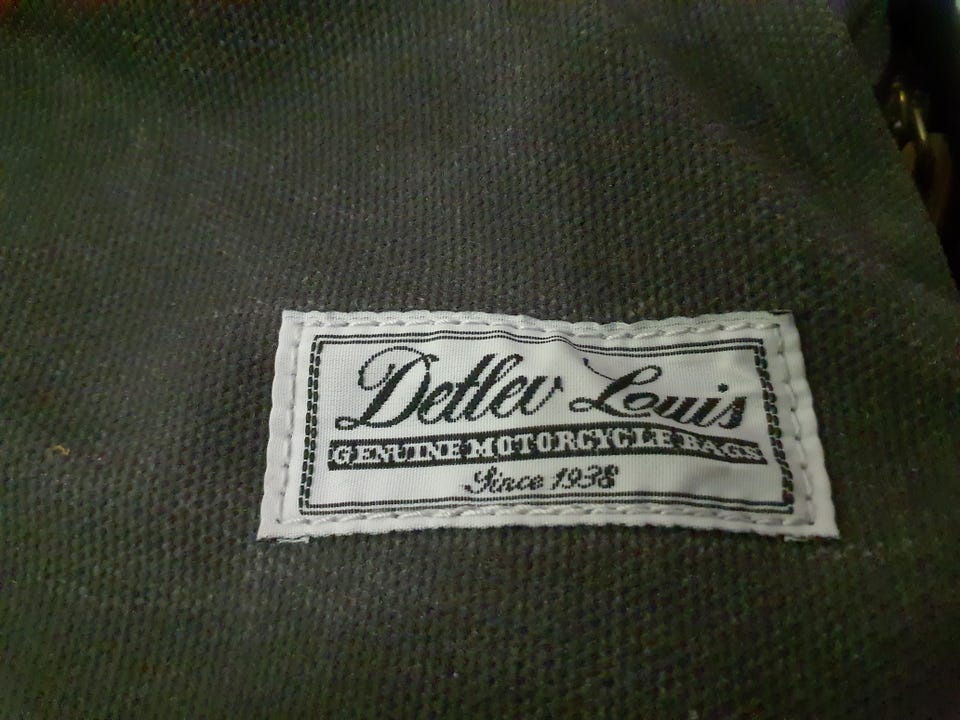 Detlev Louis
GENUINE MOTORCYCLE BAGS
Since 1938